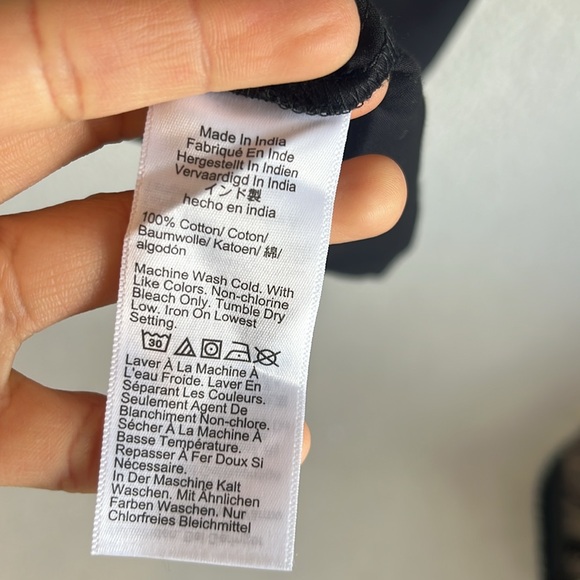 Made In India
Fabriqué En Inde
Hergestellt In Indien
Vervaardigd In India
インド製
hecho en india
100% Cotton/ Coton/
Baumwolle/ Katoen/ 綿/
algodón
Machine Wash Cold. With
Like Colors. Non-chlorine
Bleach Only. Tumble Dry
Low. Iron On Lowest
Setting.
30
Laver À La Machine À
L'eau Froide. Laver En
Séparant Les Couleurs.
Seulement Agent De
Blanchiment Non-chlore.
Sécher À La Machine À
Basse Température.
Repasser À Fer Doux Si
Nécessaire.
In Der Maschine Kalt
Waschen. Mit Ähnlichen
Farben Waschen. Nur
Chlorfreies Bleichmittel